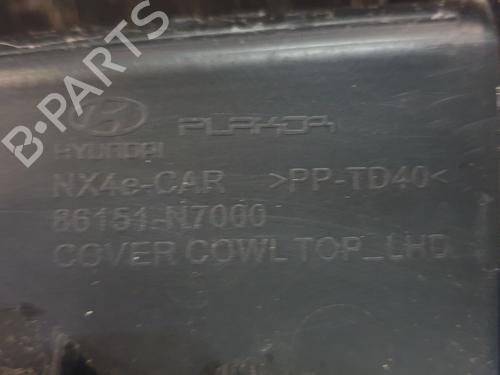 B-PARTS
PLAKOR
HYUNDAI
NX4e-CAR >PP-TD40<
86151-N7000
COVER COWL TOP_LHD